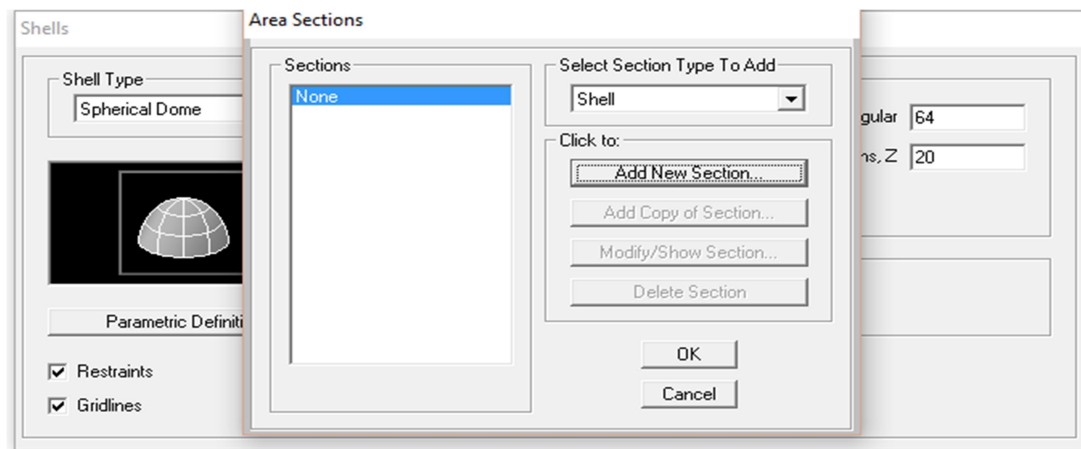 Shells
Area Sections
Shell Type
Spherical Dome
Parametric Definiti
Restraints
Gridlines
Sections
None
Select Section Type To Add
Shell
Click to:
Add New Section...
Add Copy of Section...
Modify/Show Section...
Delete Section
OK
Cancel
gular 64
ns, Z 20